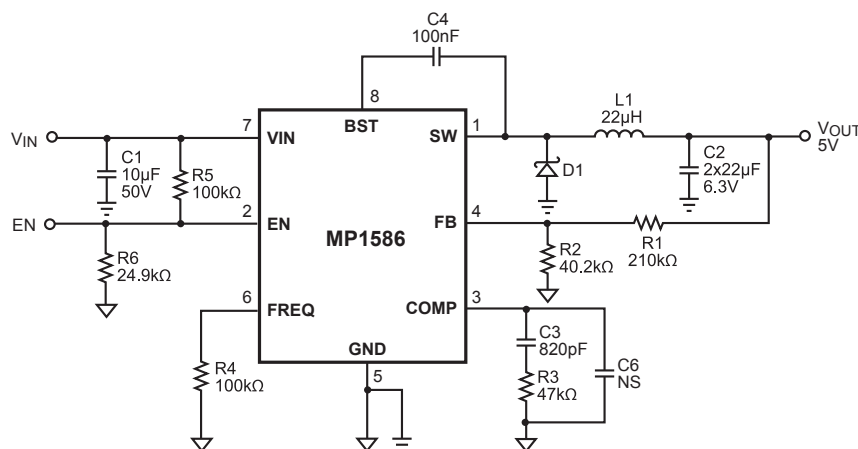 C4
100nF
8
BST
V_IN
7
VIN
C1
10µF
50V
R5
100kΩ
SW
1
L1
22µH
V_OUT
5V
C2
2x22µF
6.3V
D1
EN
2
EN
MP1586
FB
4
R1
210kΩ
R2
40.2kΩ
R6
24.9kΩ
6
FREQ
COMP
3
C3
820pF
R3
47kΩ
C6
NS
GND
5
R4
100kΩ